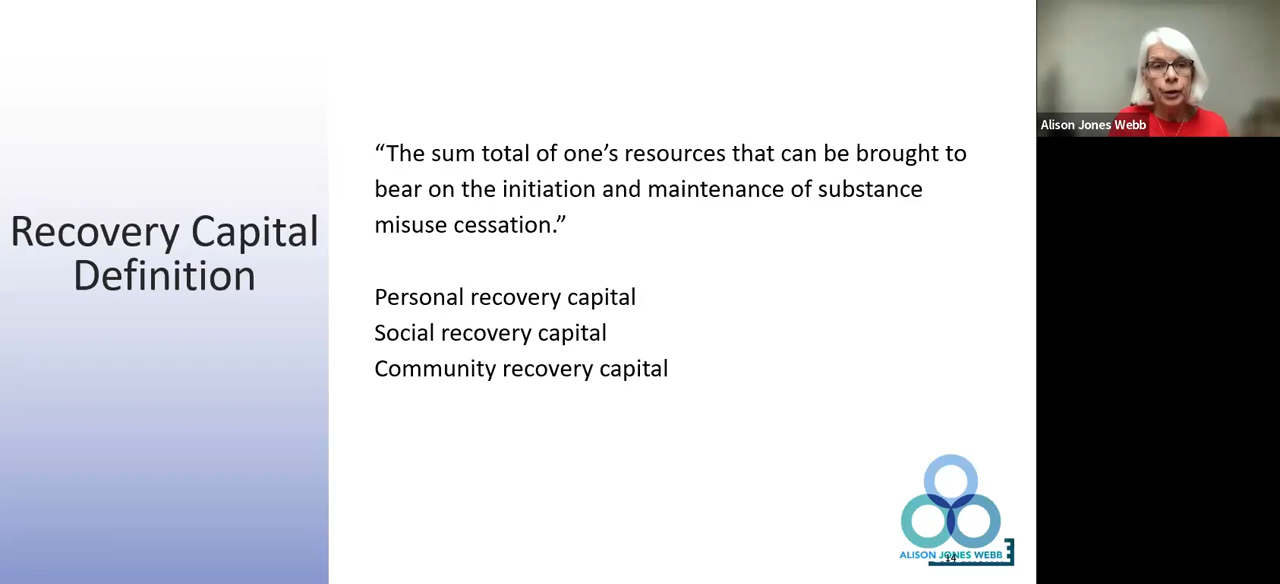 Recovery Capital
Definition
“The sum total of one’s resources that can be brought to
bear on the initiation and maintenance of substance
misuse cessation.”
Personal recovery capital
Social recovery capital
Community recovery capital
ALISON JONES WEBB
14
Alison Jones Webb